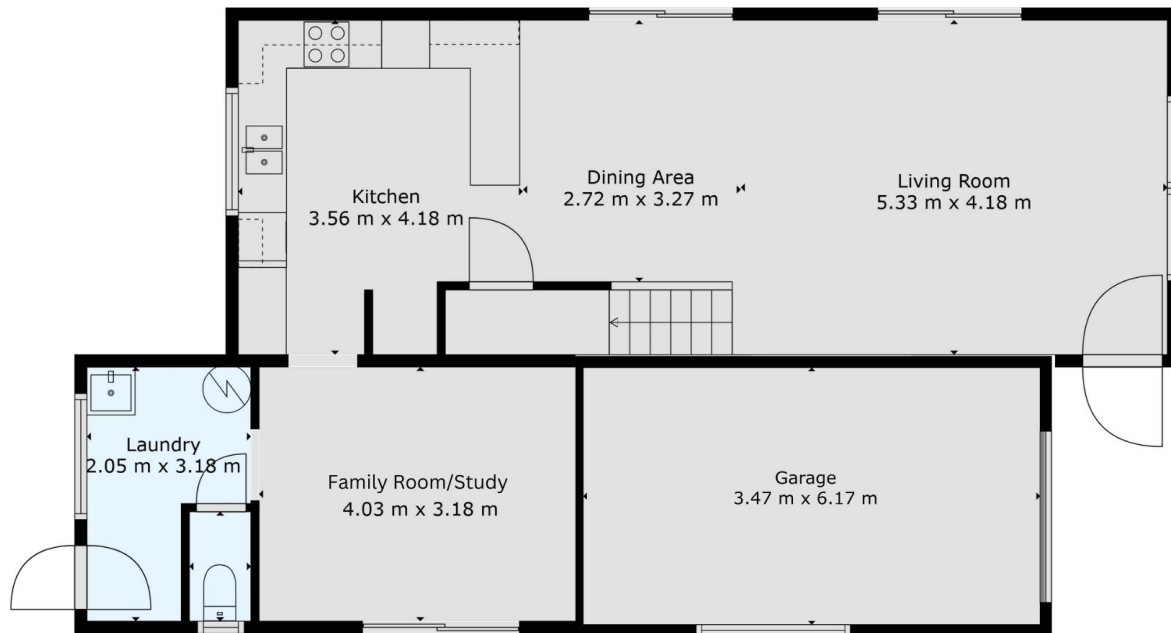 Kitchen
3.56 m x 4.18 m
Dining Area
2.72 m x 3.27 m
Living Room
5.33 m x 4.18 m
Laundry
2.05 m x 3.18 m
Family Room/Study
4.03 m x 3.18 m
Garage
3.47 m x 6.17 m